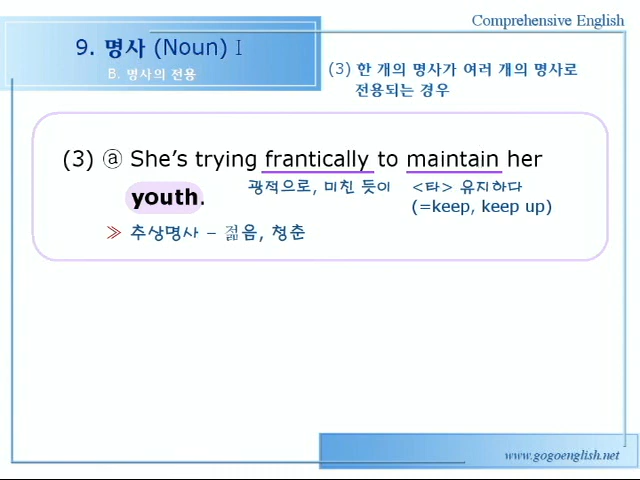 Comprehensive English
9. 명사 (Noun) I
B. 명사의 전용
(3) 한 개의 명사가 여러 개의 명사로
전용되는 경우
(3) ⓐ She's trying frantically to maintain her
광적으로, 미친 듯이 <타> 유지하다
(=keep, keep up)
youth.
≫ 추상명사 – 젊음, 청춘
www.gogoenglish.net